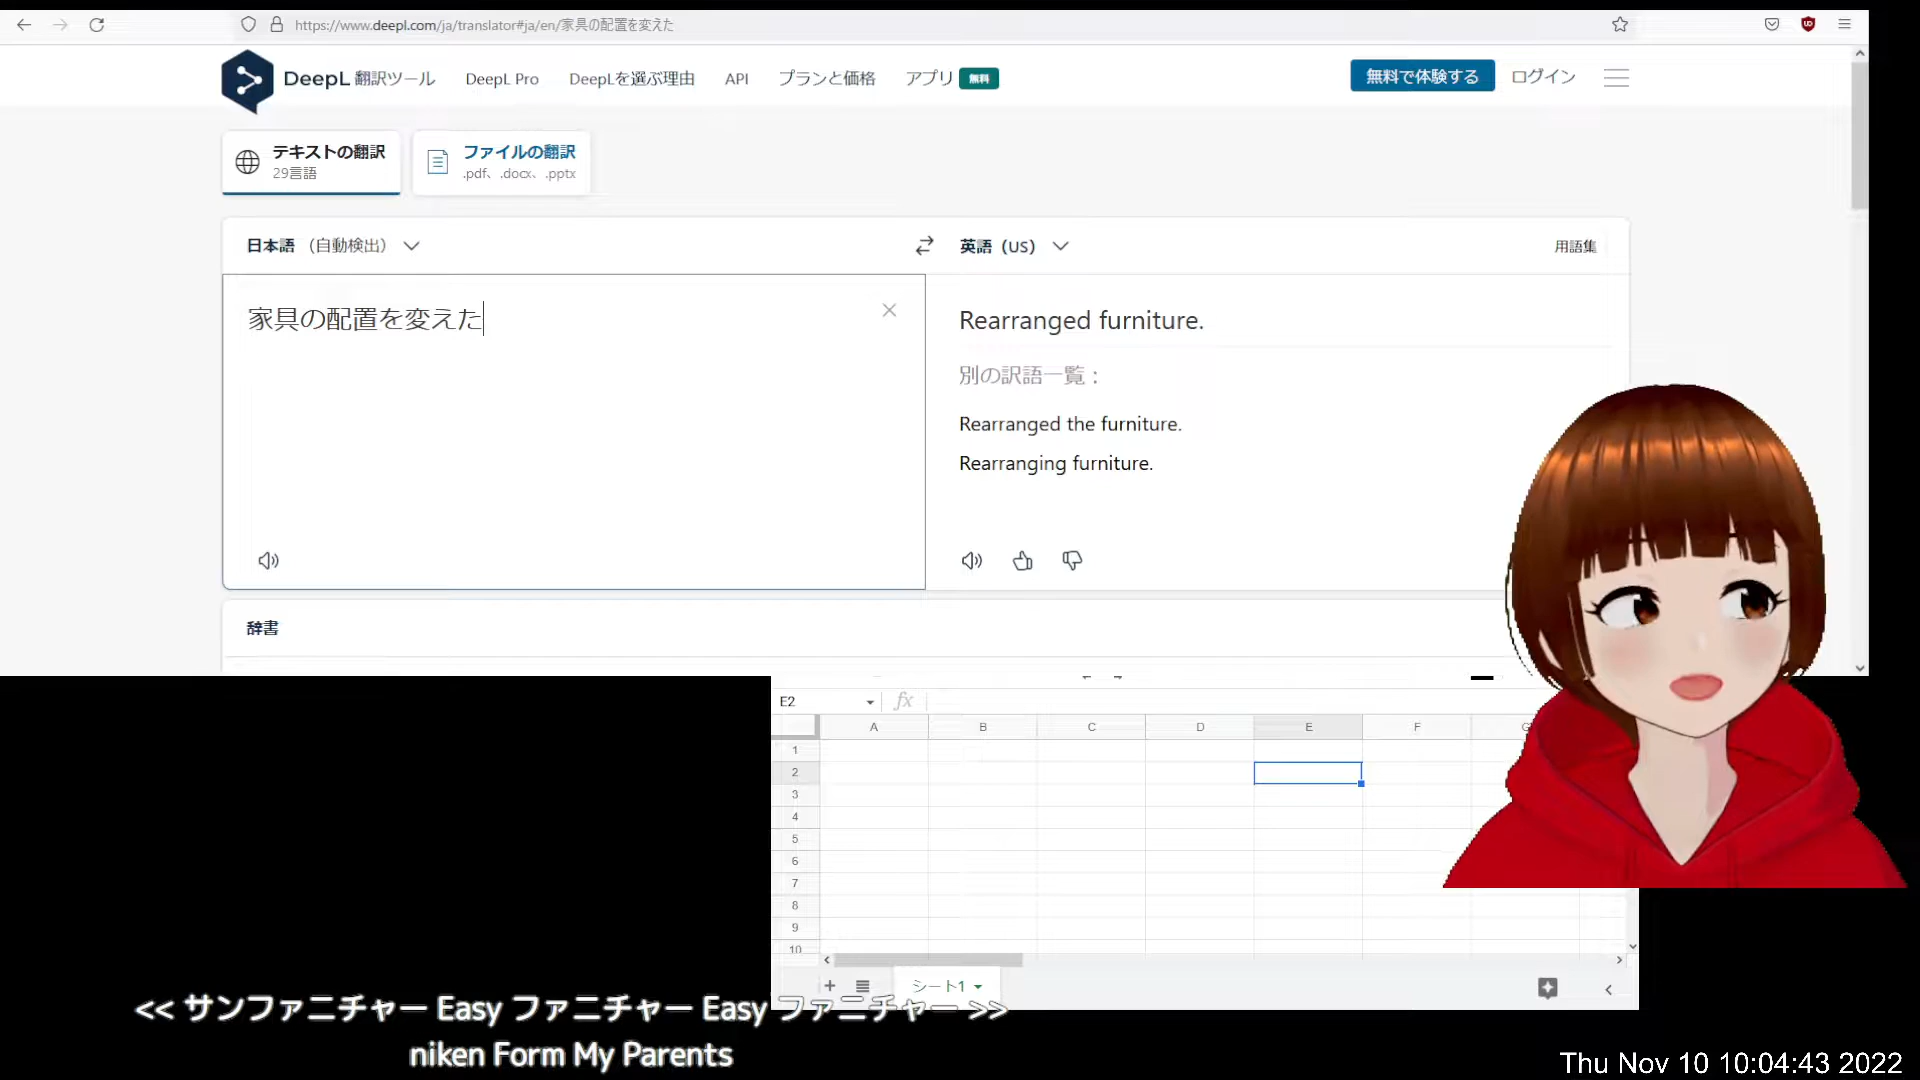 https://www.deepl.com/ja/translator#ja/en/家具の配置を変えた
DeepL 翻訳ツール DeepL Pro DeepLを選ぶ理由 API プランと価格 アプリ 無料 無料で体験する ログイン
テキストの翻訳
29言語
ファイルの翻訳
.pdf、.docx、.pptx
日本語 （自動検出） 英語（US） 用語集
家具の配置を変えた
Rearranged furniture.
別の訳語一覧：
Rearranged the furniture.
Rearranging furniture.
辞書
E2 fx
A B C D E F G
1
2
3
4
5
6
7
8
9
10
シート1
<< サンファニチャー Easy ファニチャー Easy ファニチャー >>
niken Form My Parents
Thu Nov 10 10:04:43 2022